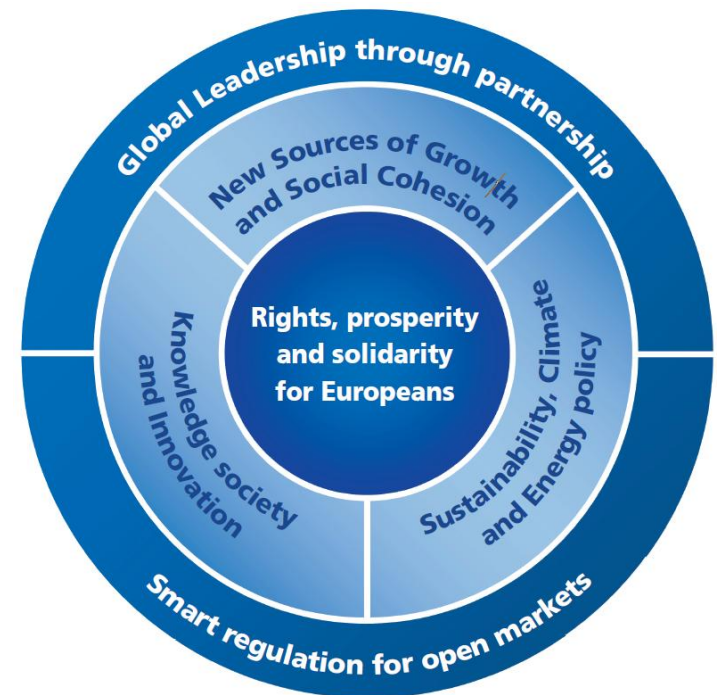 Global Leadership through partnership
New Sources of Growth
and Social Cohesion
Rights, prosperity
and solidarity
for Europeans
Knowledge society
and Innovation
Sustainability, Climate
and Energy policy
Smart regulation for open markets